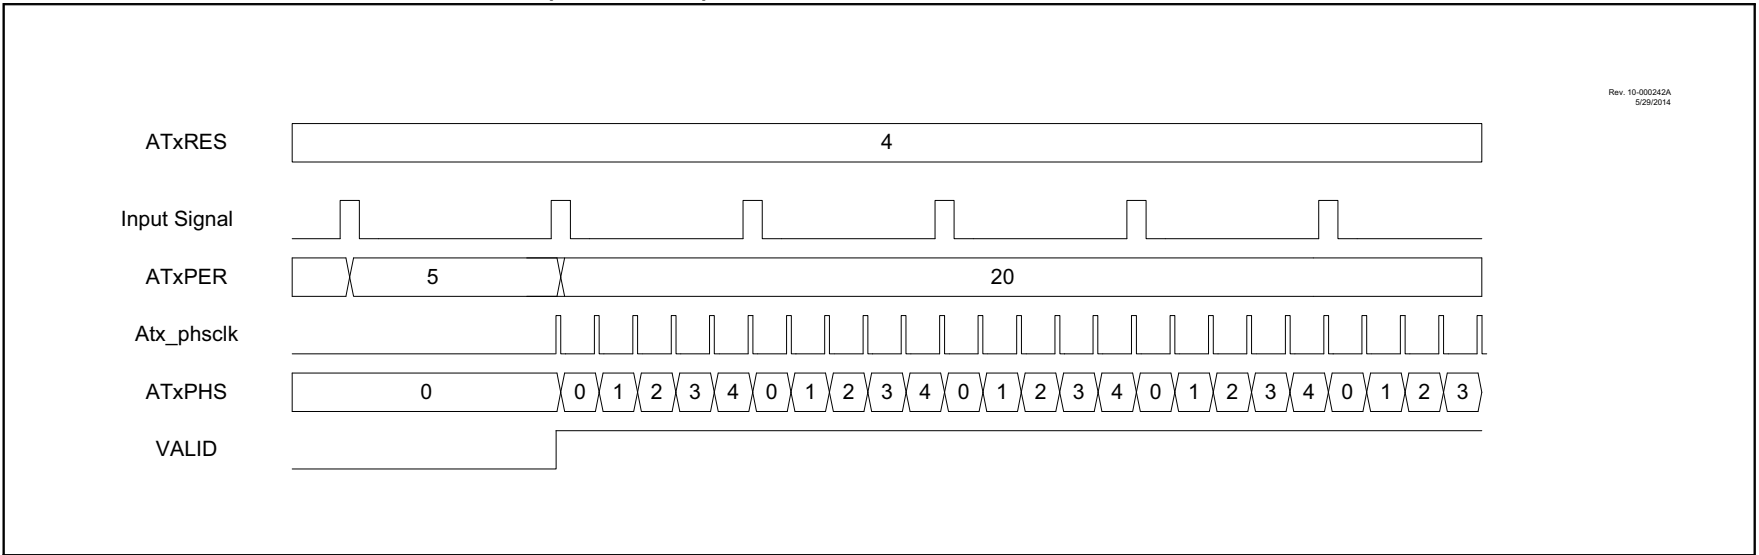 Rev. 10-000242A
5/29/2014
ATxRES 4
Input Signal
ATxPER 5 20
Atx_phsclk
ATxPHS 0 0 1 2 3 4 0 1 2 3 4 0 1 2 3 4 0 1 2 3 4 0 1 2 3
VALID